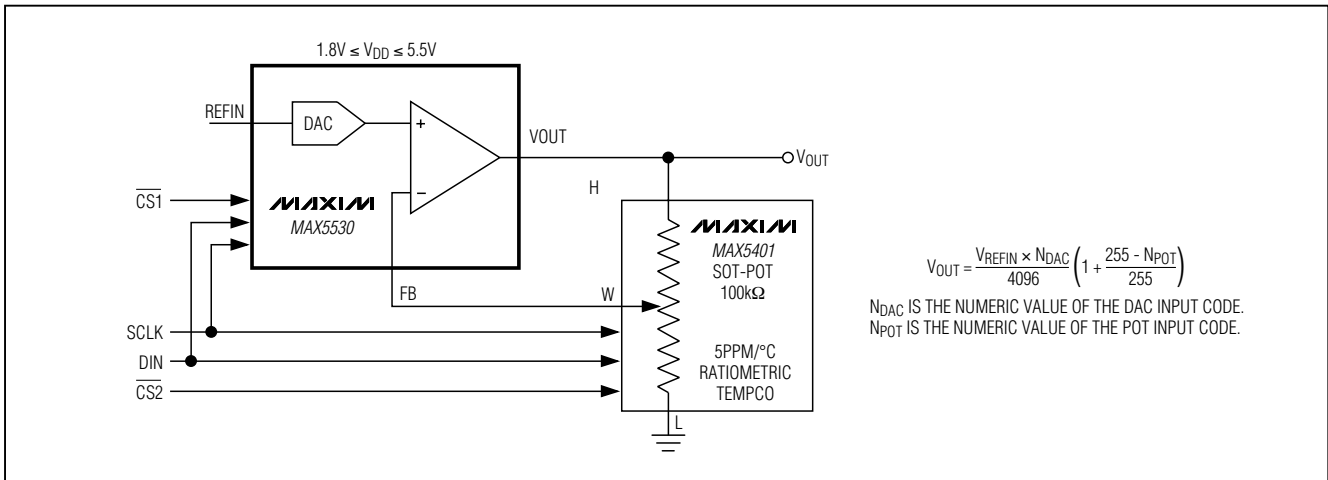 1.8V ≤ VDD ≤ 5.5V
REFIN
DAC
+
−
VOUT
VOUT
CS1
MAXIM
MAX5530
H
MAXIM
MAX5401
SOT-POT
100kΩ
FB
W
SCLK
DIN
CS2
5PPM/°C
RATIOMETRIC
TEMPCO
L
VOUT = VREFIN × NDAC / 4096 (1 + 255 - NPOT / 255)
NDAC IS THE NUMERIC VALUE OF THE DAC INPUT CODE.
NPOT IS THE NUMERIC VALUE OF THE POT INPUT CODE.